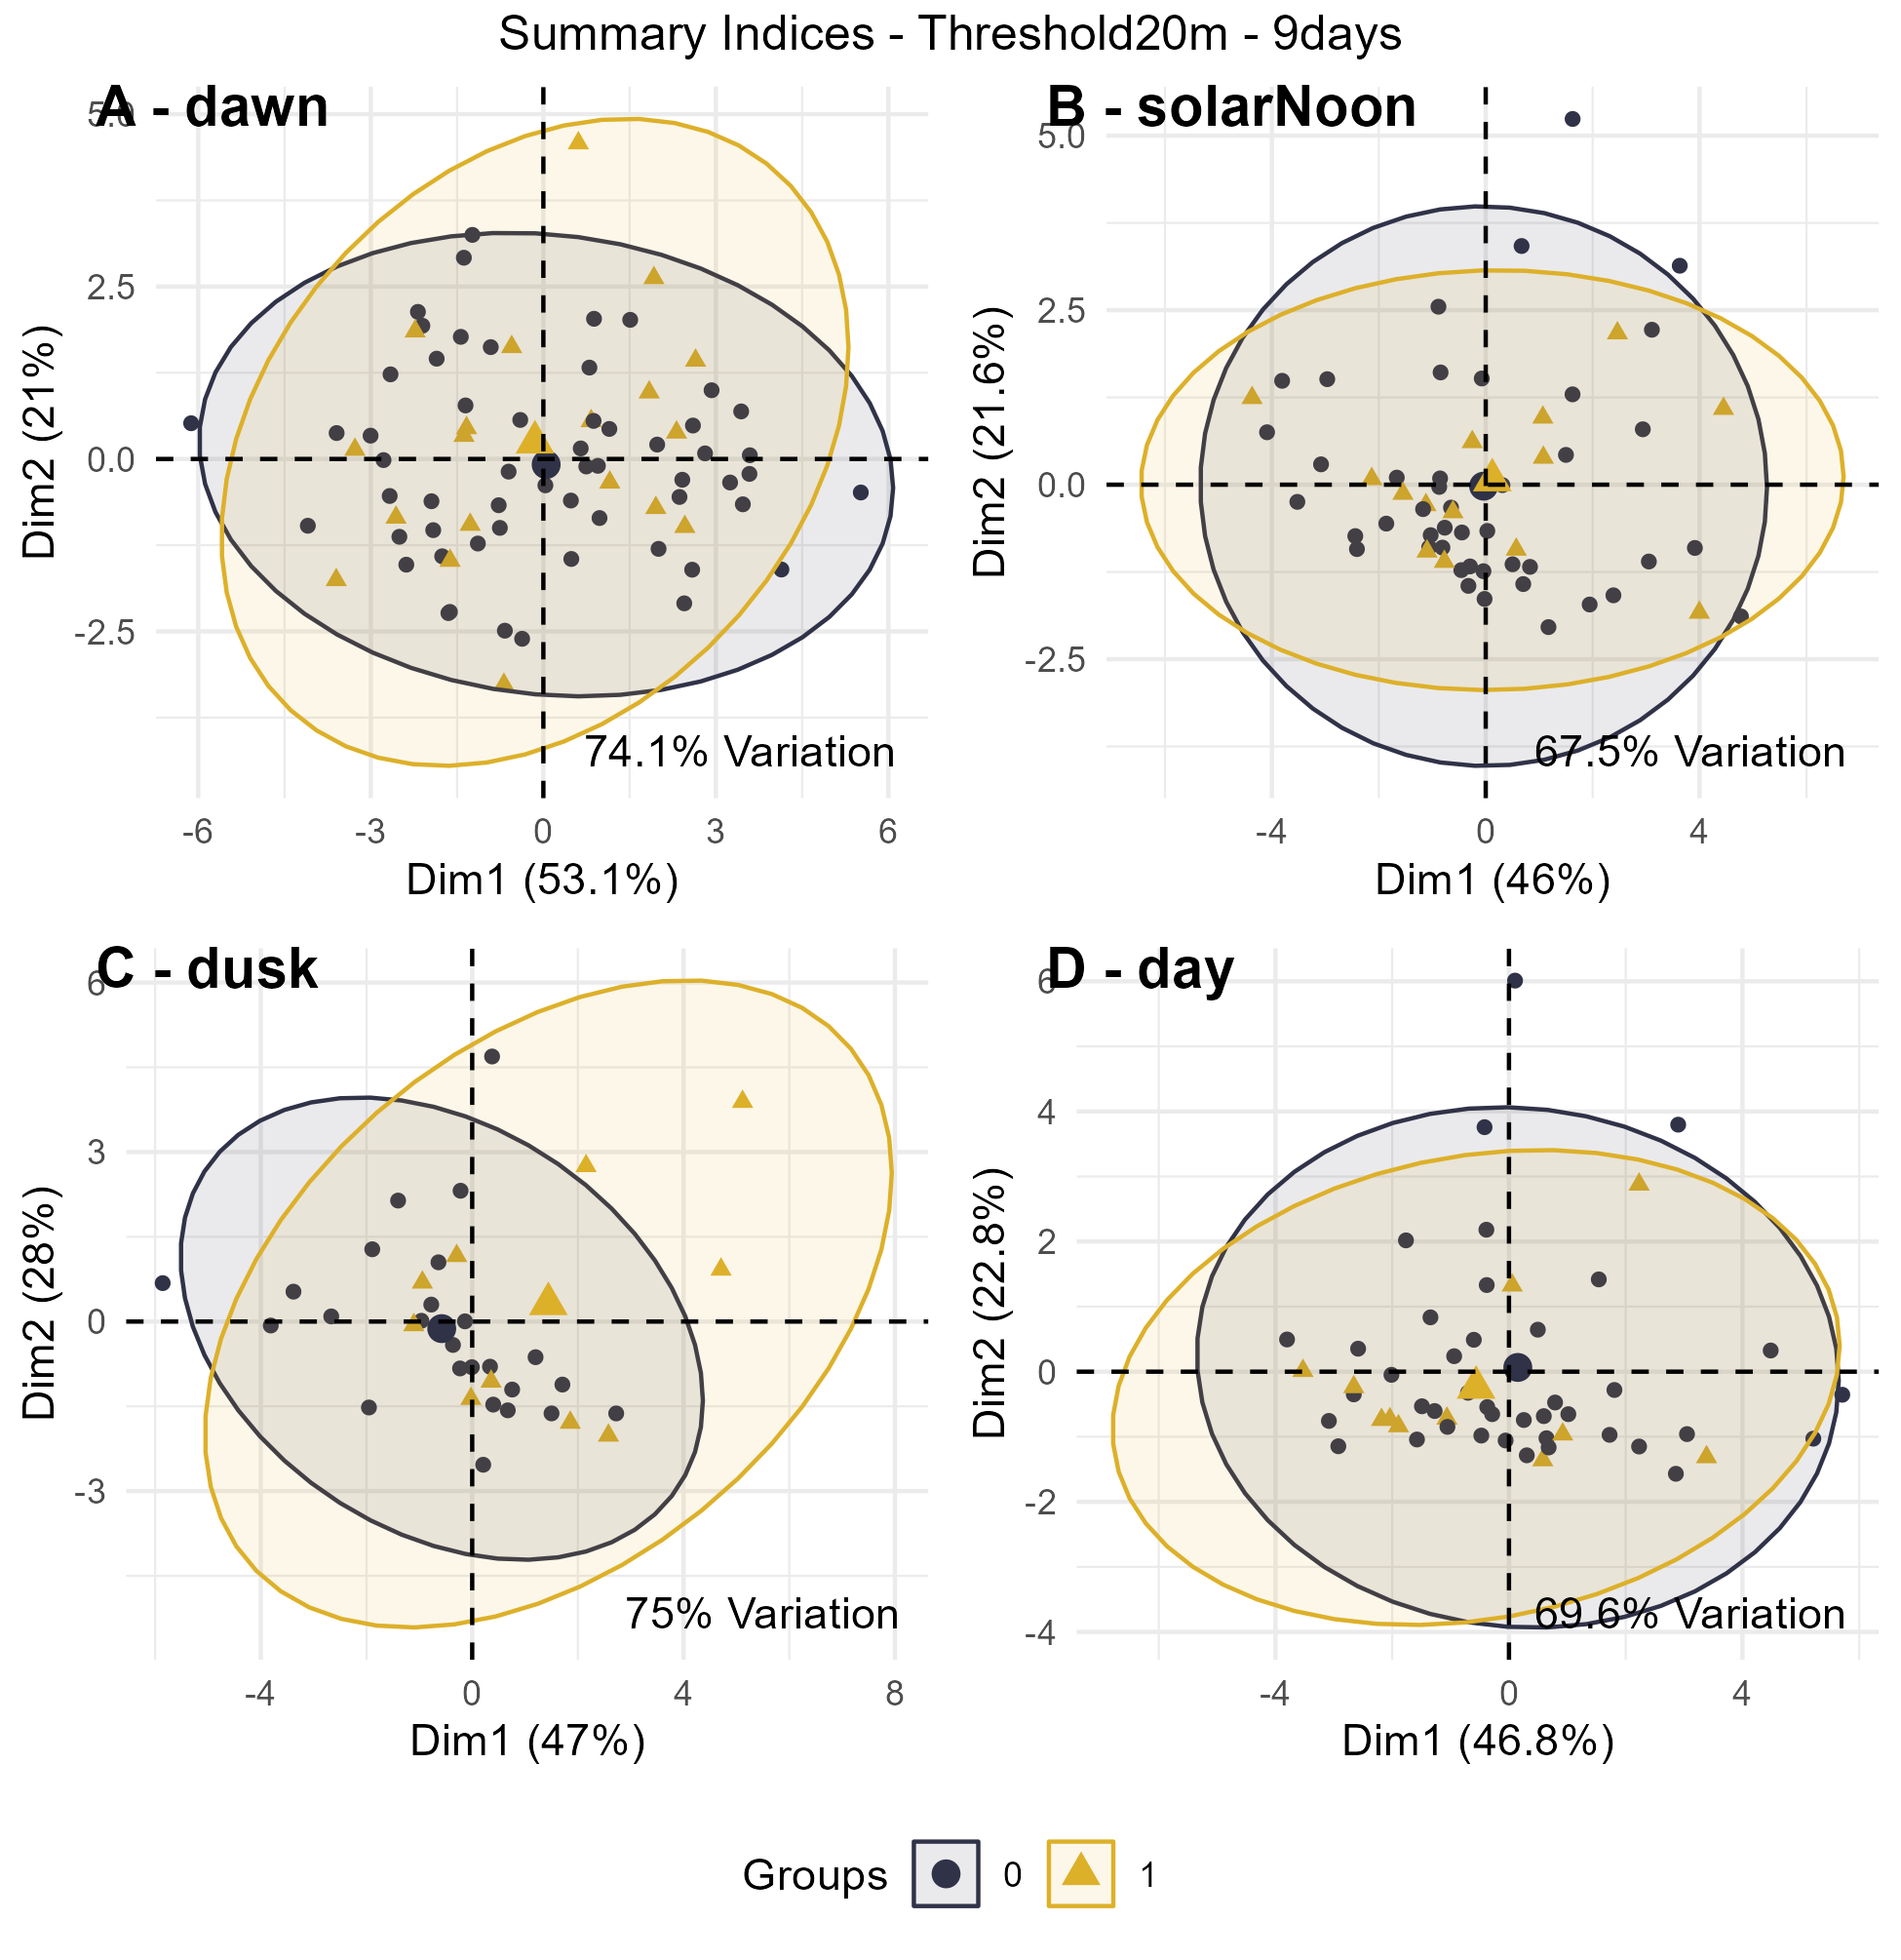 Summary Indices - Threshold20m - 9days
A - dawn
5.0
2.5
0.0
-2.5
Dim2 (21%)
74.1% Variation
-6 -3 0 3 6
Dim1 (53.1%)
B - solarNoon
5.0
2.5
0.0
-2.5
Dim2 (21.6%)
67.5% Variation
-4 0 4
Dim1 (46%)
C - dusk
6
3
0
-3
Dim2 (28%)
75% Variation
-4 0 4 8
Dim1 (47%)
D - day
6
4
2
0
-2
-4
Dim2 (22.8%)
69.6% Variation
-4 0 4
Dim1 (46.8%)
Groups 0 1